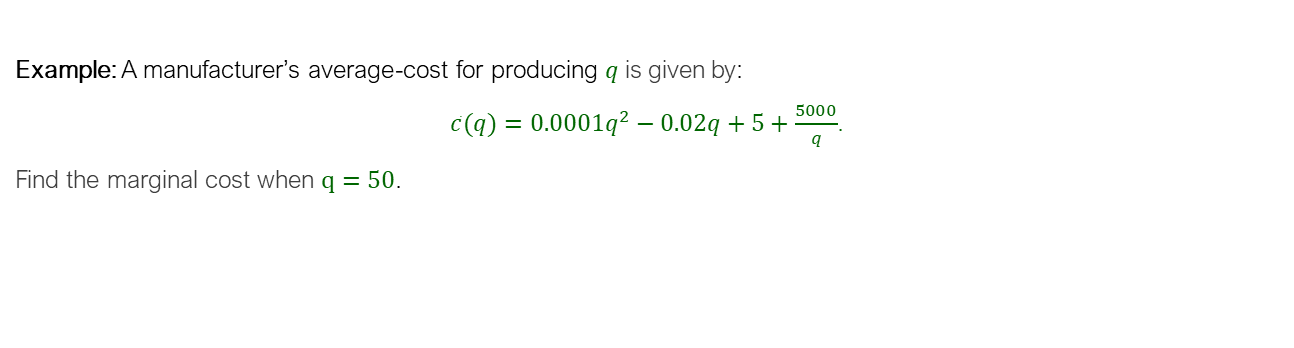 Example: A manufacturer's average-cost for producing q is given by:
c̄(q) = 0.0001q² − 0.02q + 5 + 5000/q.
Find the marginal cost when q = 50.